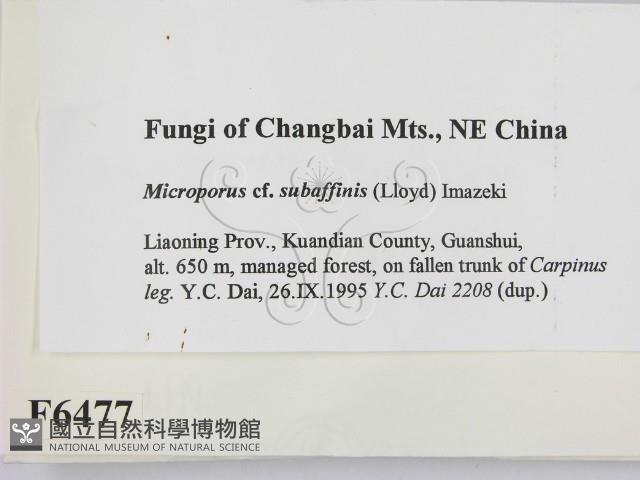 Fungi of Changbai Mts., NE China
Microporus cf. subaffinis (Lloyd) Imazeki
Liaoning Prov., Kuandian County, Guanshui,
alt. 650 m, managed forest, on fallen trunk of Carpinus
leg. Y.C. Dai, 26.IX.1995 Y.C. Dai 2208 (dup.)
F6477
國立自然科學博物館
NATIONAL MUSEUM OF NATURAL SCIENCE